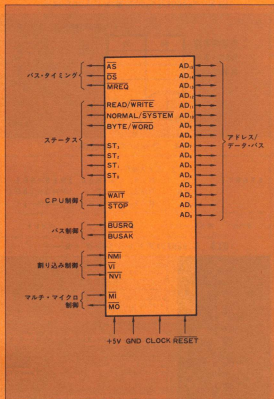 バス・タイミング
AS
DS
MREQ
ステータス
READ/WRITE
NORMAL/SYSTEM
BYTE/WORD
ST₃
ST₂
ST₁
ST₀
CPU制御
WAIT
STOP
バス制御
BUSRQ
BUSAK
割り込み制御
NMI
VI
NVI
マルチ・マイクロ
制御
MI
MO
AD₁₅
AD₁₄
AD₁₃
AD₁₂
AD₁₁
AD₁₀
AD₉
AD₈
AD₇
AD₆
AD₅
AD₄
AD₃
AD₂
AD₁
AD₀
アドレス/
データ・バス
+5V GND CLOCK RESET